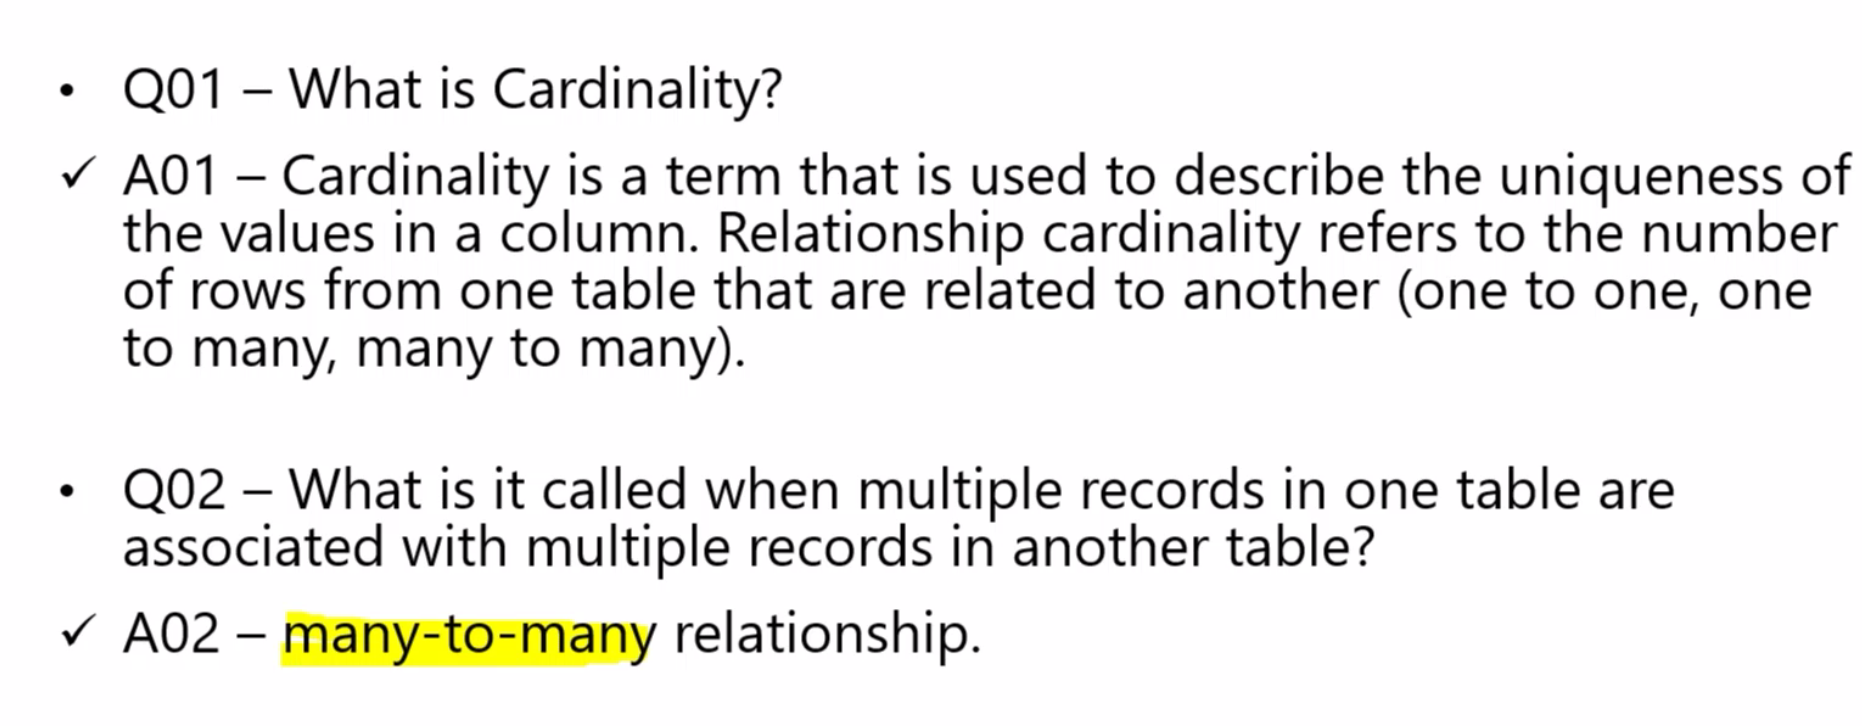 • Q01 – What is Cardinality?
✓ A01 – Cardinality is a term that is used to describe the uniqueness of
the values in a column. Relationship cardinality refers to the number
of rows from one table that are related to another (one to one, one
to many, many to many).
• Q02 – What is it called when multiple records in one table are
associated with multiple records in another table?
✓ A02 – many-to-many relationship.